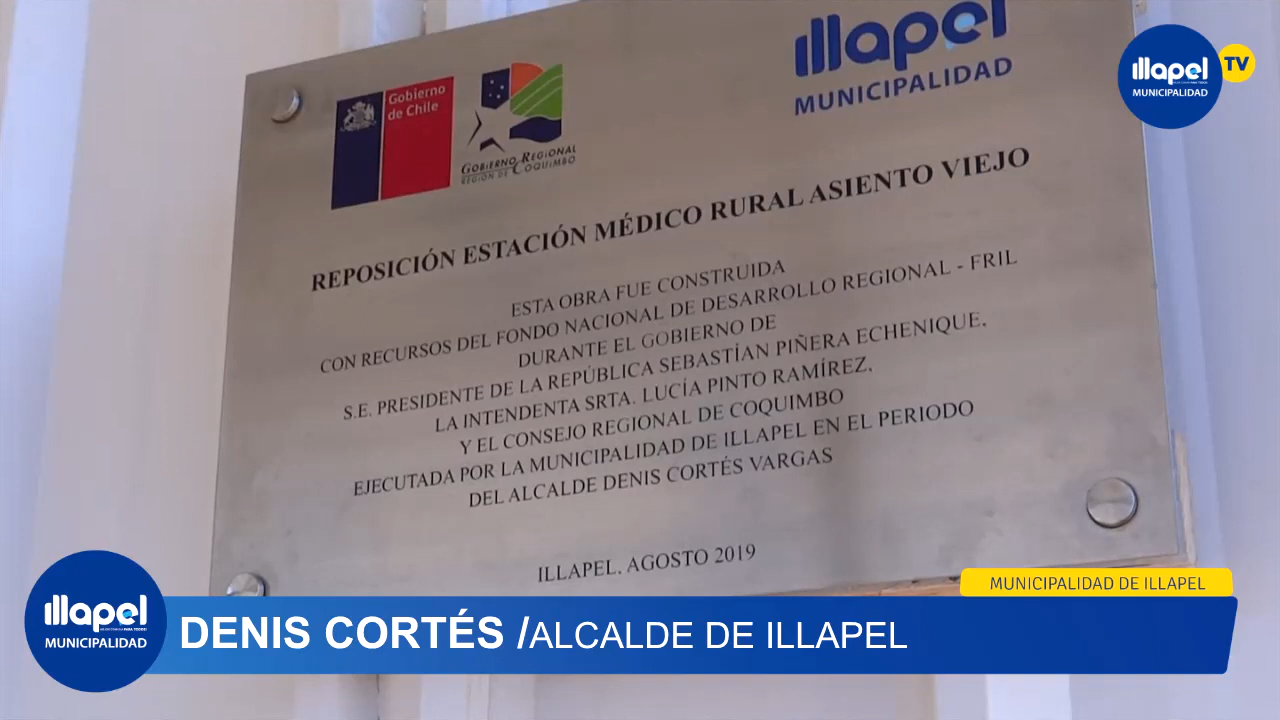 illapel
MUNICIPALIDAD
illapel
MUNICIPALIDAD
TV
Gobierno
de Chile
GOBIERNO REGIONAL
REGIÓN DE COQUIMBO
REPOSICIÓN ESTACIÓN MÉDICO RURAL ASIENTO VIEJO
ESTA OBRA FUE CONSTRUIDA
CON RECURSOS DEL FONDO NACIONAL DE DESARROLLO REGIONAL - FRIL
DURANTE EL GOBIERNO DE
S.E. PRESIDENTE DE LA REPÚBLICA SEBASTÍAN PIÑERA ECHENIQUE,
LA INTENDENTA SRTA. LUCÍA PINTO RAMÍREZ,
Y EL CONSEJO REGIONAL DE COQUIMBO
EJECUTADA POR LA MUNICIPALIDAD DE ILLAPEL EN EL PERIODO
DEL ALCALDE DENIS CORTÉS VARGAS
ILLAPEL, AGOSTO 2019
MUNICIPALIDAD DE ILLAPEL
illapel
MUNICIPALIDAD
DENIS CORTÉS /ALCALDE DE ILLAPEL